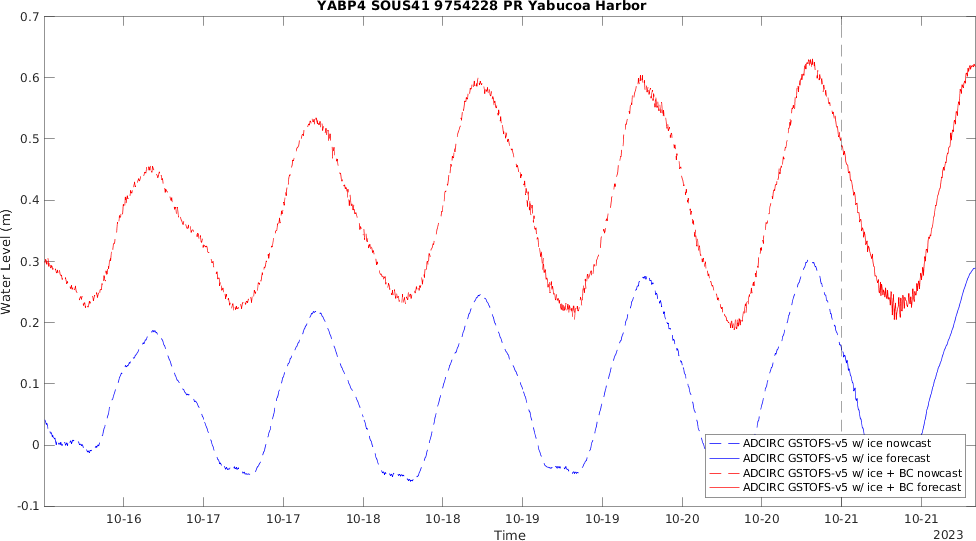 YABP4 SOUS41 9754228 PR Yabucoa Harbor
0.7
0.6
0.5
0.4
0.3
0.2
0.1
0
-0.1
Water Level (m)
ADCIRC GSTOFS-v5 w/ ice nowcast
ADCIRC GSTOFS-v5 w/ ice forecast
ADCIRC GSTOFS-v5 w/ ice + BC nowcast
ADCIRC GSTOFS-v5 w/ ice + BC forecast
10-16 10-17 10-17 10-18 10-18 10-19 10-19 10-20 10-20 10-21 10-21
Time
2023